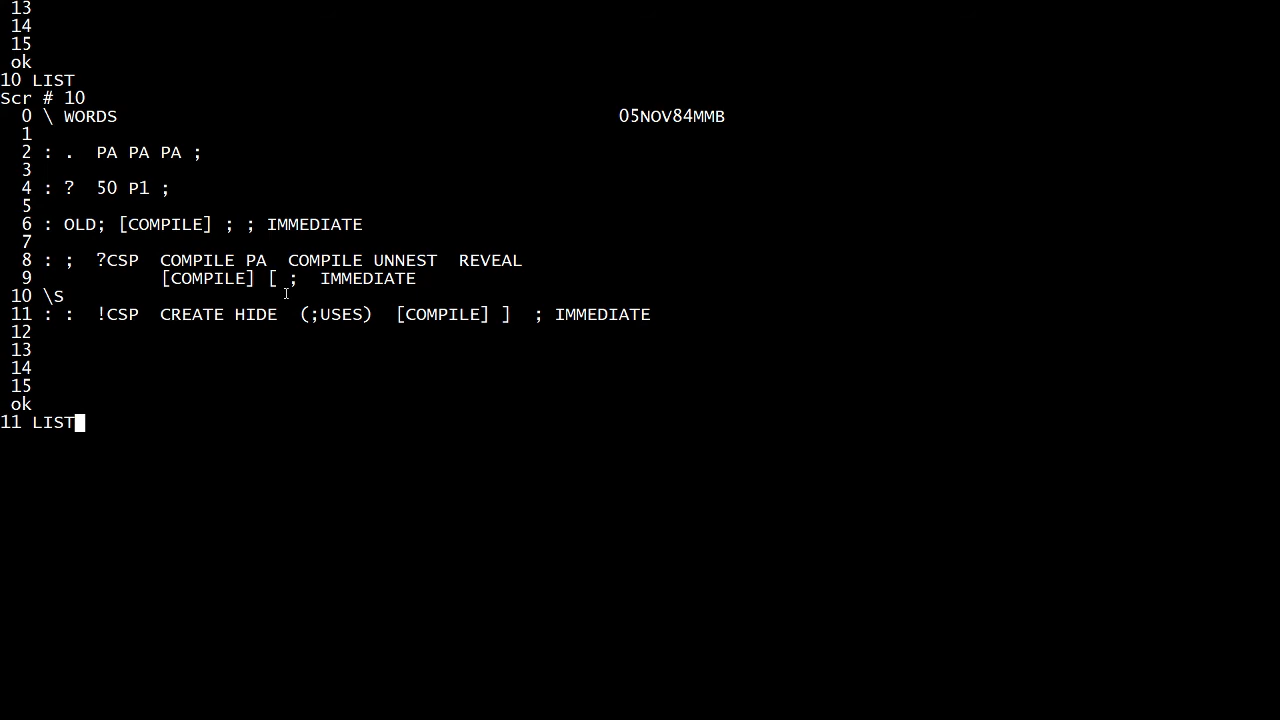 13
14
15
ok
10 LIST
Scr # 10
0 \ WORDS 05NOV84MMB
1
2 : . PA PA PA ;
3
4 : ? 50 P1 ;
5
6 : OLD; [COMPILE] ; ; IMMEDIATE
7
8 : ; ?CSP COMPILE PA COMPILE UNNEST REVEAL
9 [COMPILE] [ ; IMMEDIATE
10 \S
11 : : !CSP CREATE HIDE (;USES) [COMPILE] ] ; IMMEDIATE
12
13
14
15
ok
11 LIST